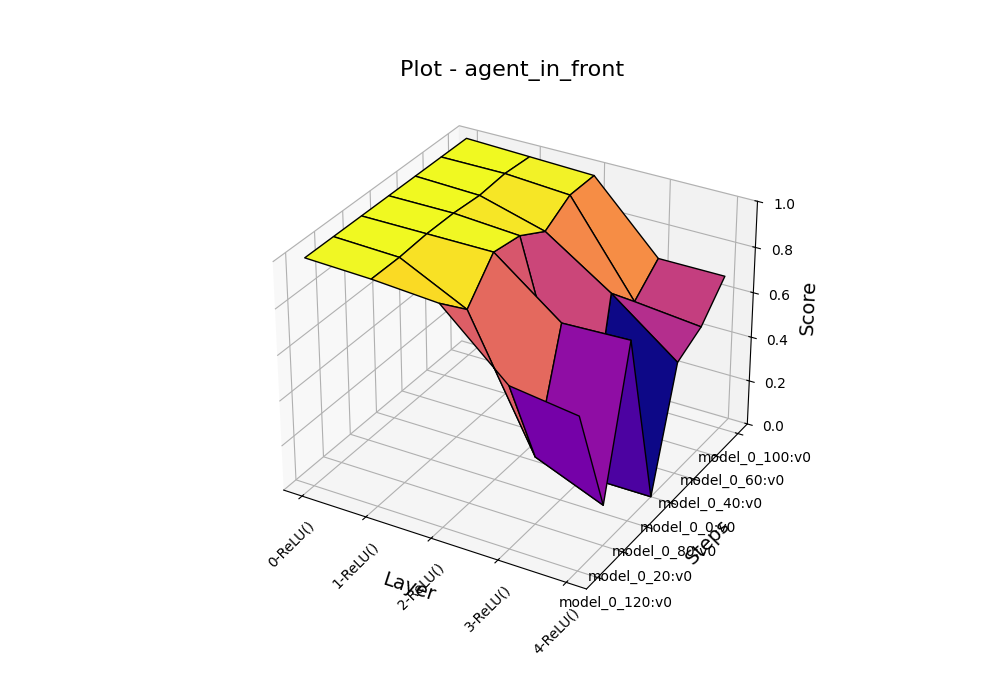 Plot - agent_in_front
1.0
0.8
0.6
0.4
0.2
0.0
Score
model_0_100:v0
model_0_60:v0
model_0_40:v0
model_0_0:v0
model_0_80:v0
model_0_20:v0
model_0_120:v0
Steps
0-ReLU()
1-ReLU()
2-ReLU()
3-ReLU()
4-ReLU()
Layer